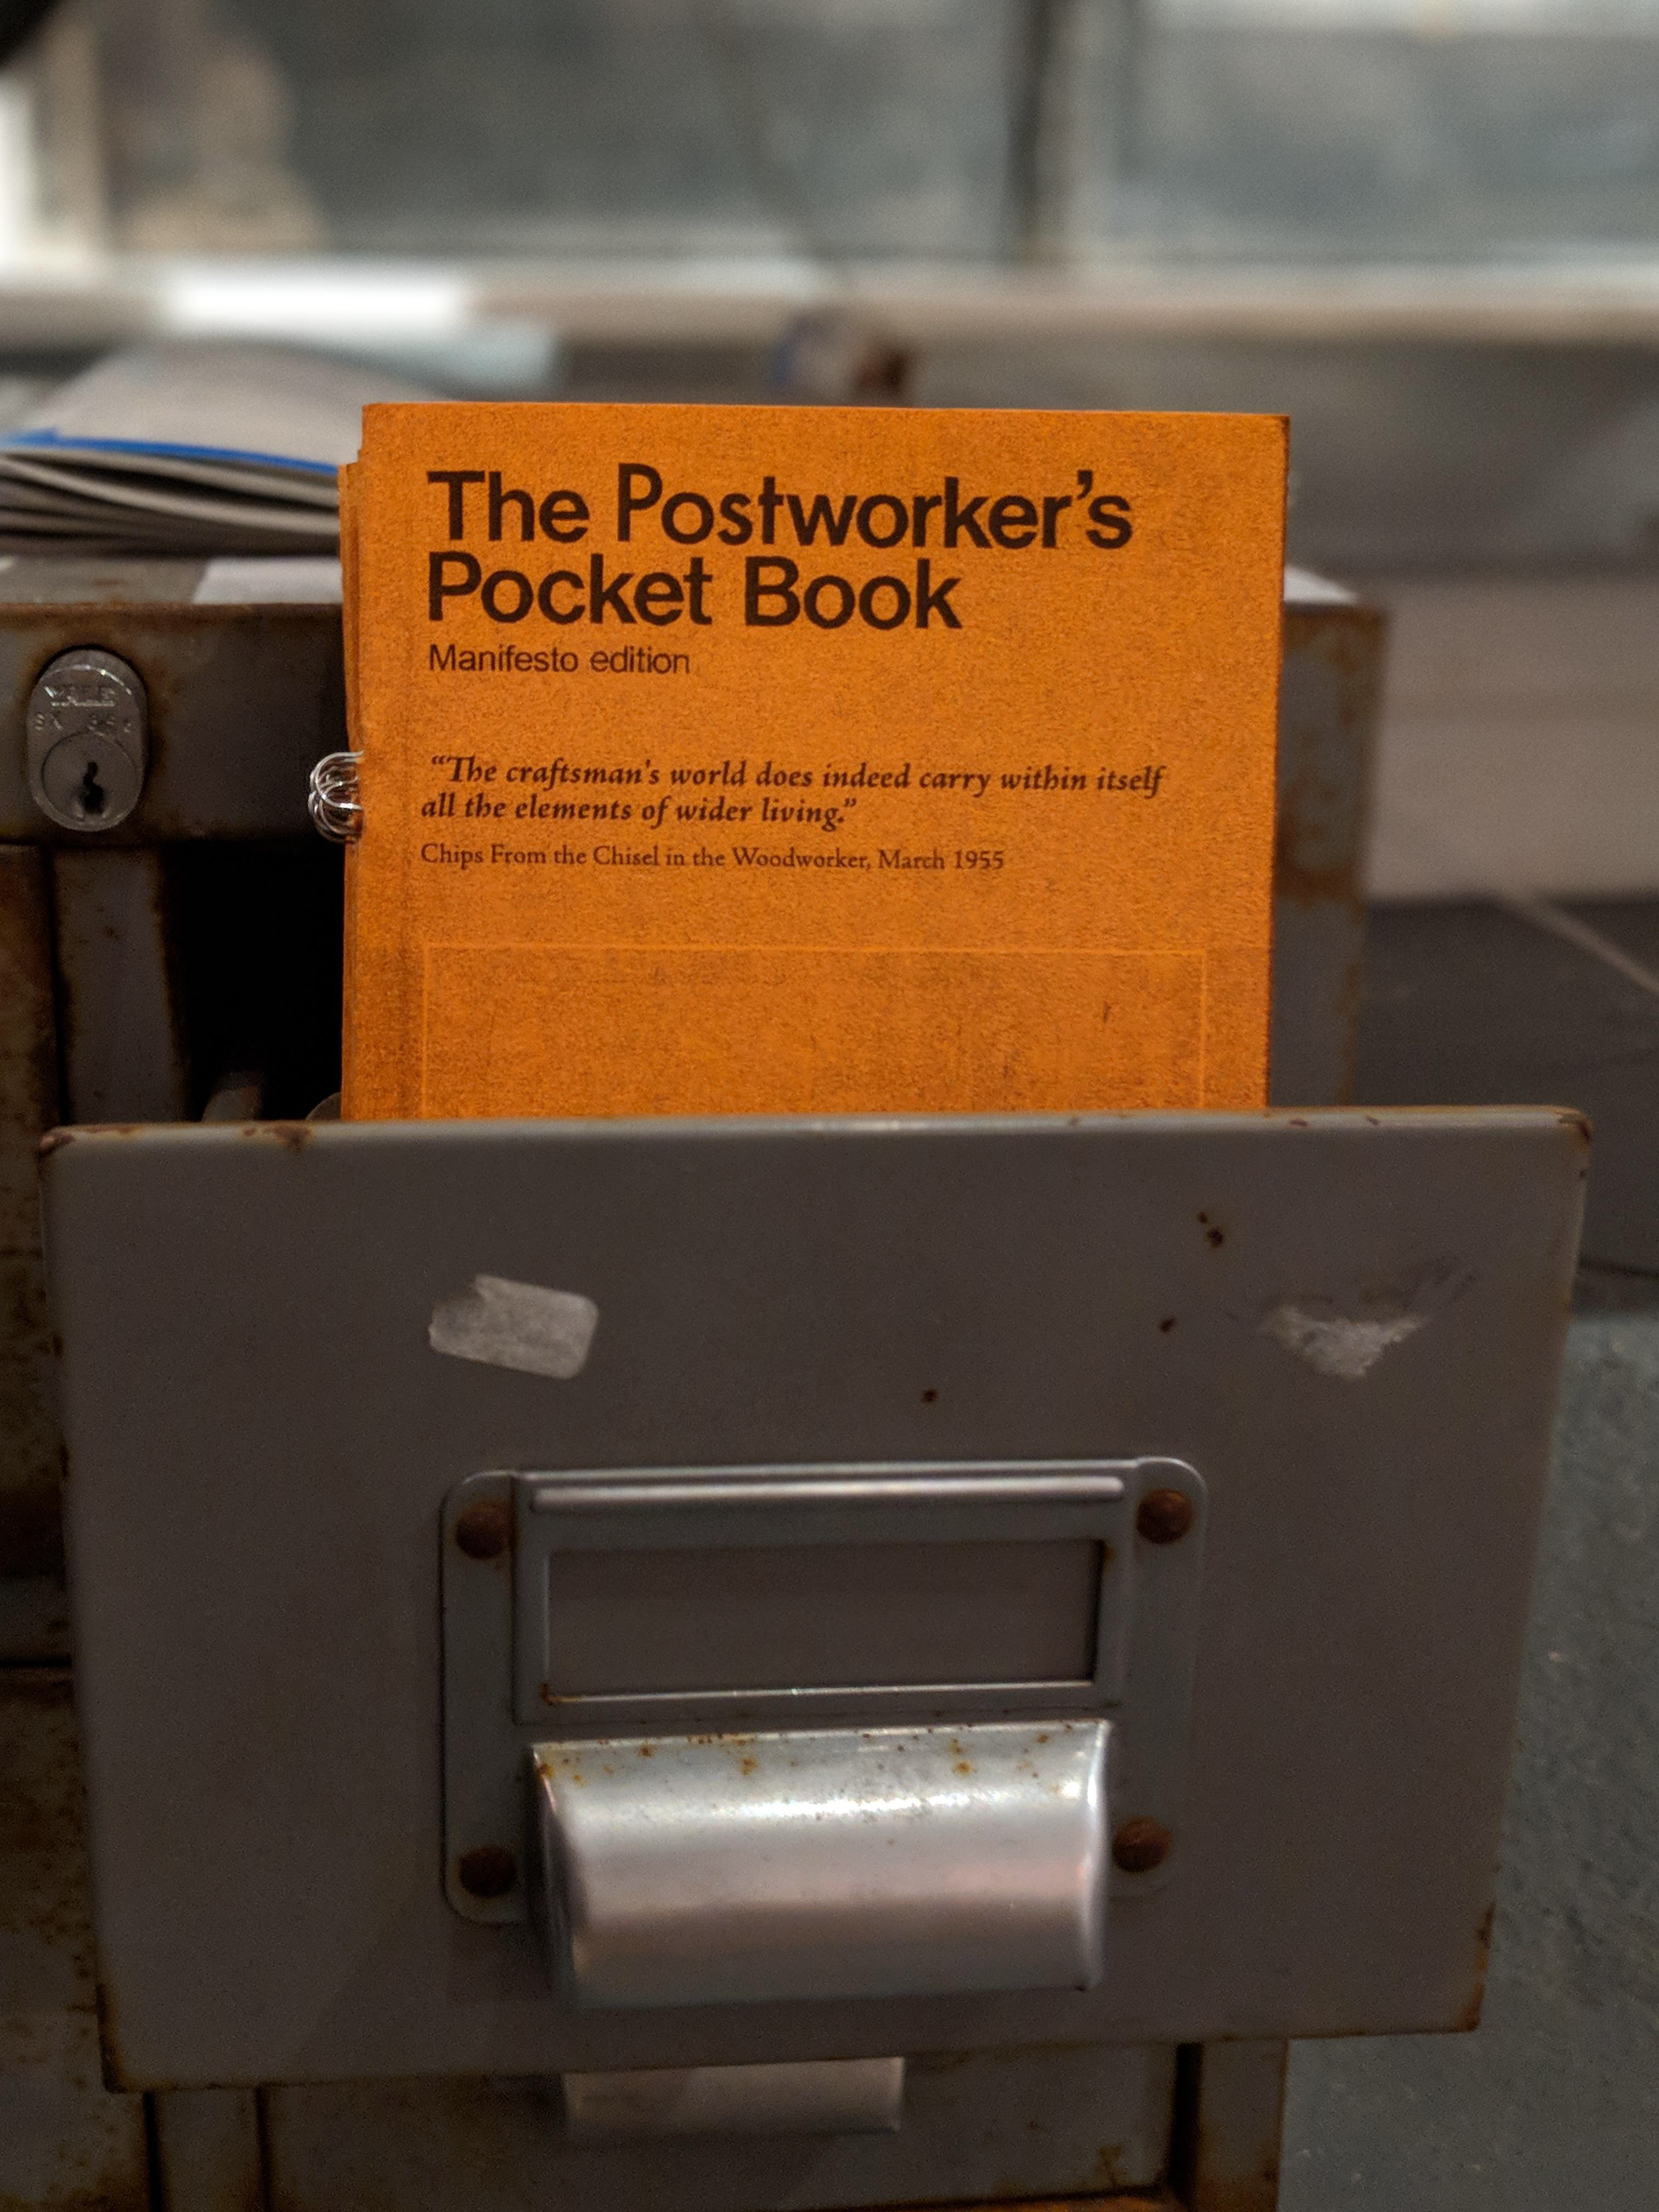 The Postworker's
Pocket Book
Manifesto edition
“The craftsman's world does indeed carry within itself
all the elements of wider living.”
Chips From the Chisel in the Woodworker, March 1955
YALE